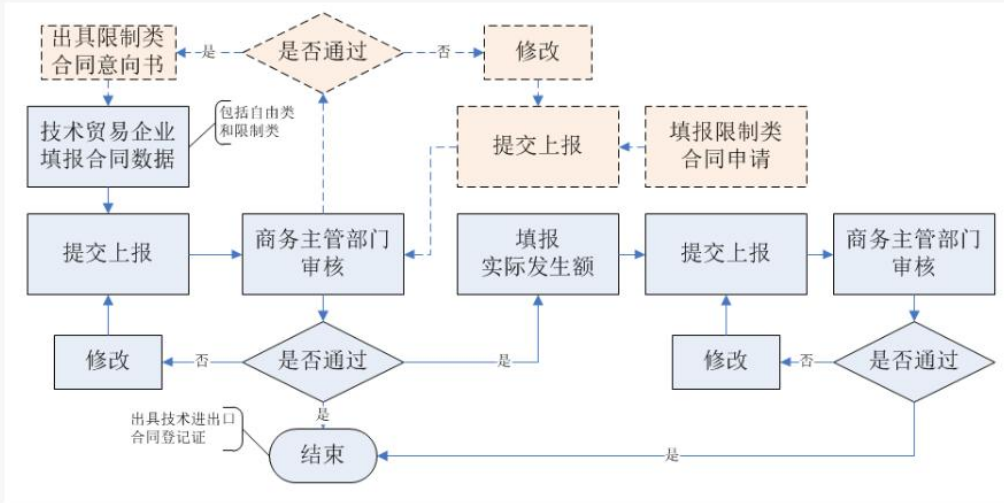 出具限制类
合同意向书
是
是否通过
否
修改
技术贸易企业
填报合同数据
包括自由类
和限制类
提交上报
填报限制类
合同申请
提交上报
商务主管部门
审核
填报
实际发生额
提交上报
商务主管部门
审核
修改
否
是否通过
是
修改
否
是否通过
是
出具技术进出口
合同登记证
结束
是